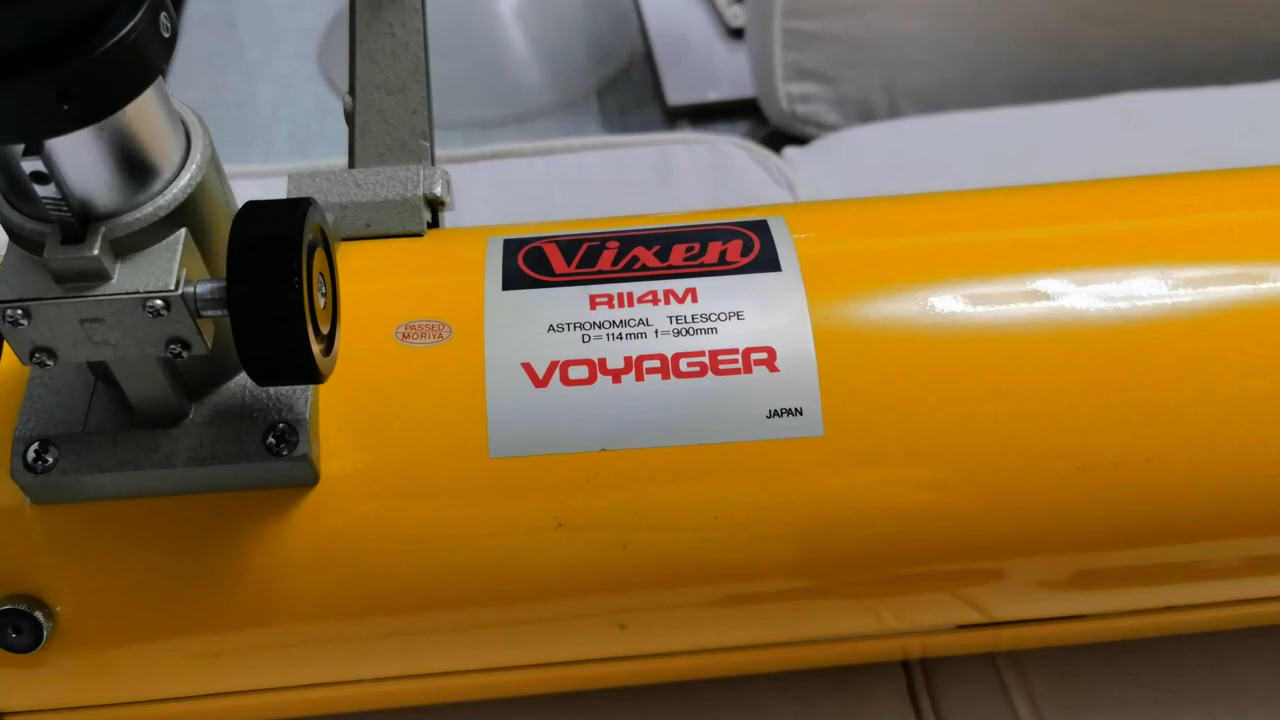 PASSED
MORIYA
Vixen
R114M
ASTRONOMICAL TELESCOPE
D=114mm f=900mm
VOYAGER
JAPAN